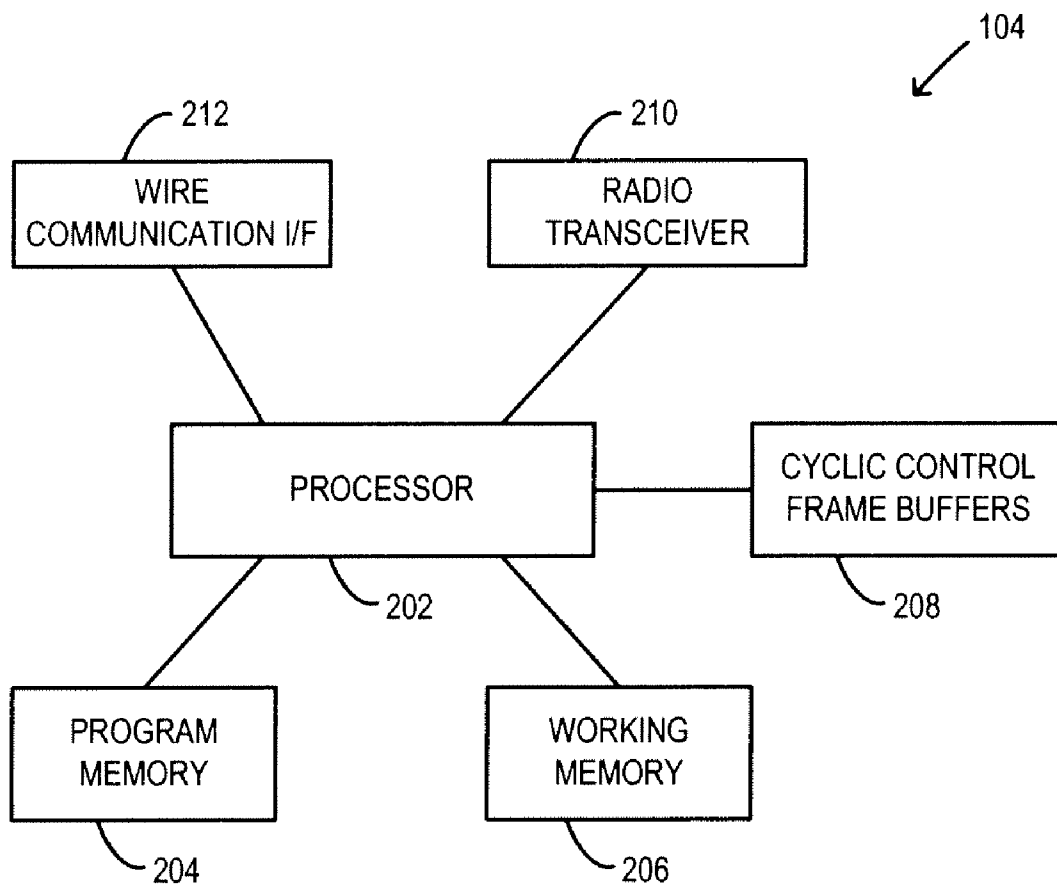 104
212
210
WIRE
COMMUNICATION I/F
RADIO
TRANSCEIVER
PROCESSOR
CYCLIC CONTROL
FRAME BUFFERS
202
208
PROGRAM
MEMORY
WORKING
MEMORY
204
206